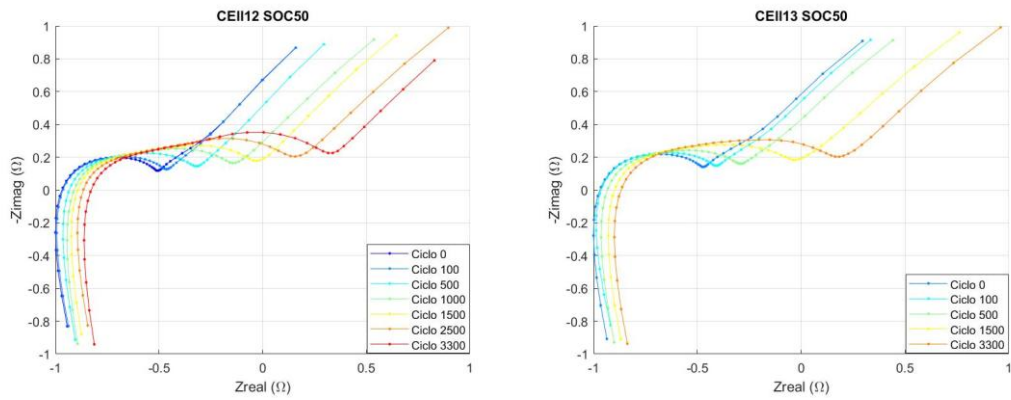 CEll12 SOC50
1
0.8
0.6
0.4
0.2
0
-0.2
-0.4
-0.6
-0.8
-1
-Zimag (Ω)
-1
-0.5
0
0.5
1
Zreal (Ω)
Ciclo 0
Ciclo 100
Ciclo 500
Ciclo 1000
Ciclo 1500
Ciclo 2500
Ciclo 3300
CEll13 SOC50
1
0.8
0.6
0.4
0.2
0
-0.2
-0.4
-0.6
-0.8
-1
-Zimag (Ω)
-1
-0.5
0
0.5
1
Zreal (Ω)
Ciclo 0
Ciclo 100
Ciclo 500
Ciclo 1500
Ciclo 3300